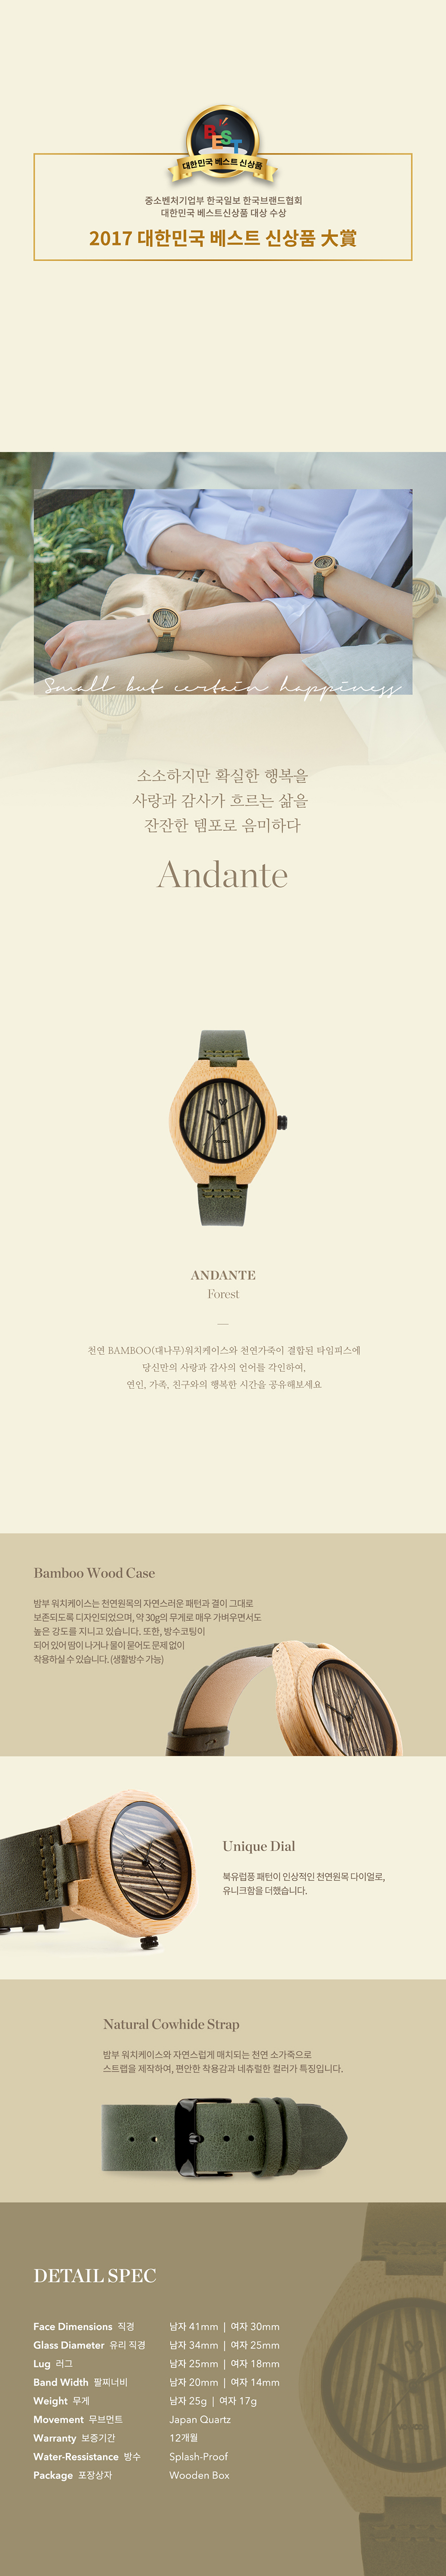 BEST
대한민국 베스트 신상품
중소벤처기업부 한국일보 한국브랜드협회
대한민국 베스트신상품 대상 수상
2017 대한민국 베스트 신상품 大賞
Small but certain happiness
소소하지만 확실한 행복을
사랑과 감사가 흐르는 삶을
잔잔한 템포로 음미하다
Andante
ANDANTE
Forest
천연 BAMBOO(대나무)워치케이스와 천연가죽이 결합된 타임피스에
당신만의 사랑과 감사의 언어를 각인하여,
연인, 가족, 친구와의 행복한 시간을 공유해보세요
Bamboo Wood Case
밤부 워치케이스는 천연원목의 자연스러운 패턴과 결이 그대로
보존되도록 디자인되었으며, 약 30g의 무게로 매우 가벼우면서도
높은 강도를 지니고 있습니다. 또한, 방수코팅이
되어 있어 땀이 나거나 물이 묻어도 문제 없이
착용하실 수 있습니다. (생활방수 가능)
Unique Dial
북유럽풍 패턴이 인상적인 천연원목 다이얼로,
유니크함을 더했습니다.
Natural Cowhide Strap
밤부 워치케이스와 자연스럽게 매치되는 천연 소가죽으로
스트랩을 제작하여, 편안한 착용감과 네츄럴한 컬러가 특징입니다.
DETAIL SPEC
Face Dimensions 직경 남자 41mm | 여자 30mm
Glass Diameter 유리 직경 남자 34mm | 여자 25mm
Lug 러그 남자 25mm | 여자 18mm
Band Width 팔찌너비 남자 20mm | 여자 14mm
Weight 무게 남자 25g | 여자 17g
Movement 무브먼트 Japan Quartz
Warranty 보증기간 12개월
Water-Ressistance 방수 Splash-Proof
Package 포장상자 Wooden Box